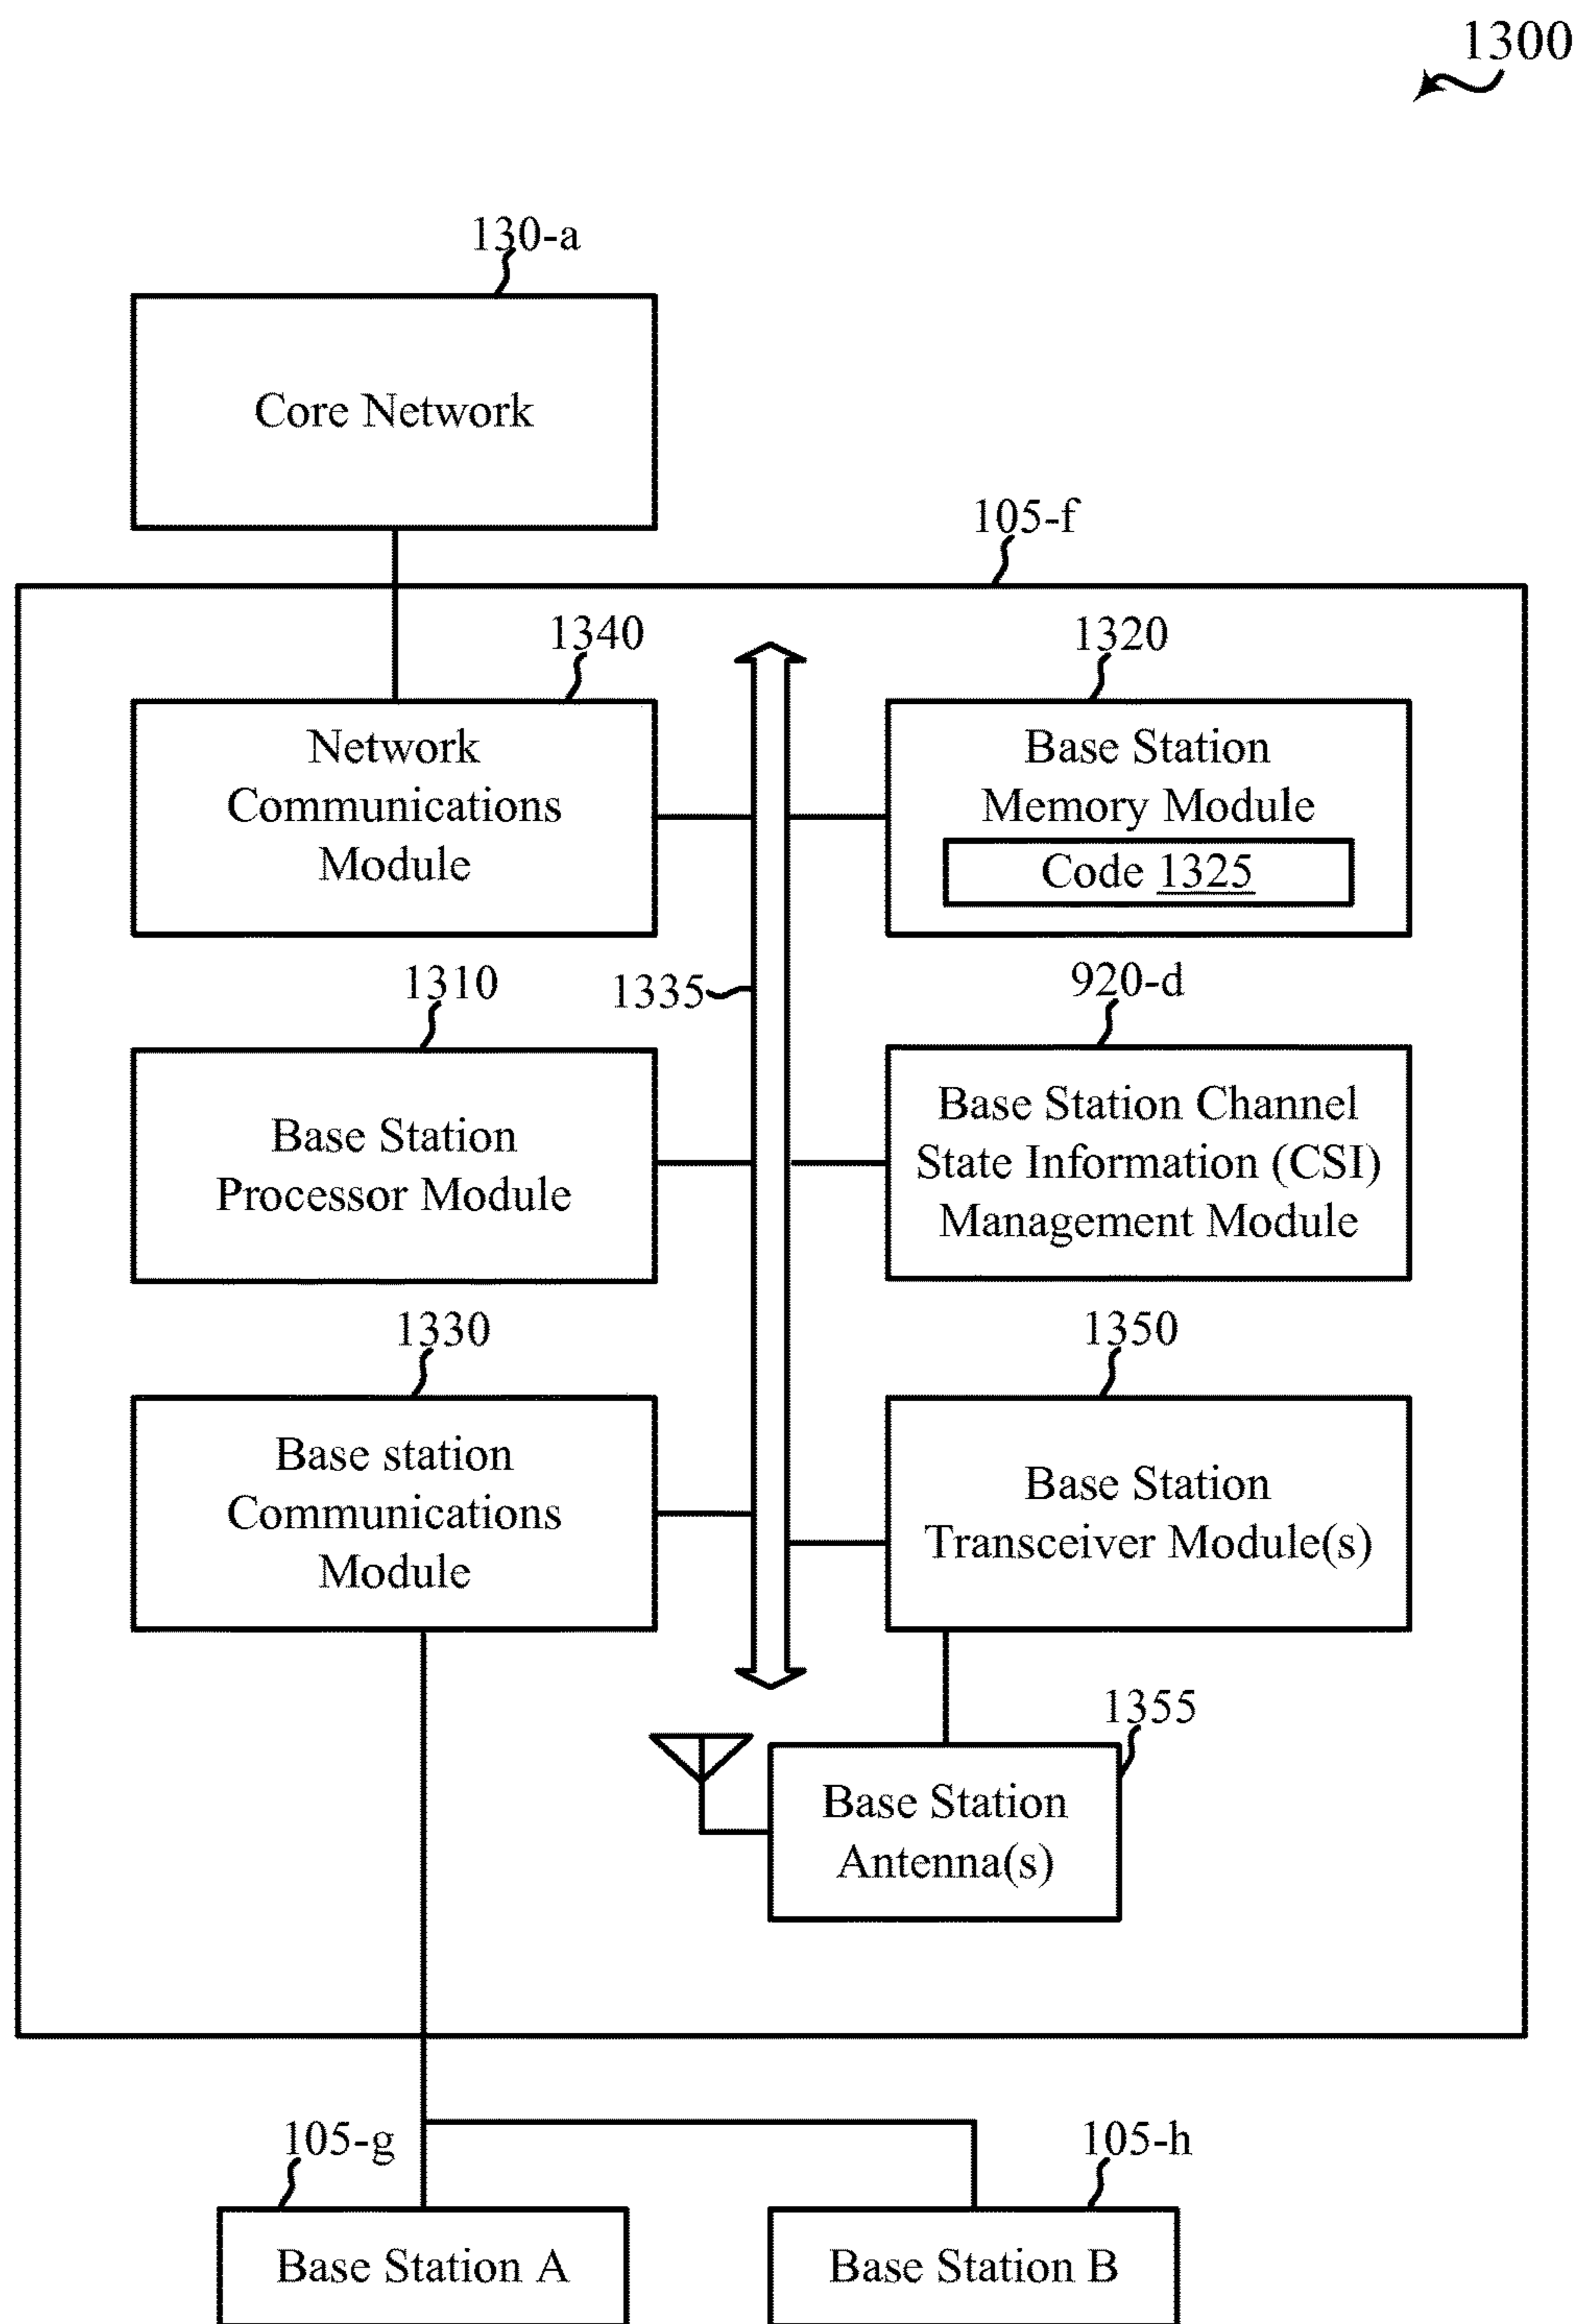 1300
130-a
Core Network
105-f
1340
1320
Network
Communications
Module
Base Station
Memory Module
Code 1325
1310
1335
920-d
Base Station
Processor Module
Base Station Channel
State Information (CSI)
Management Module
1330
1350
Base station
Communications
Module
Base Station
Transceiver Module(s)
1355
Base Station
Antenna(s)
105-g
105-h
Base Station A
Base Station B